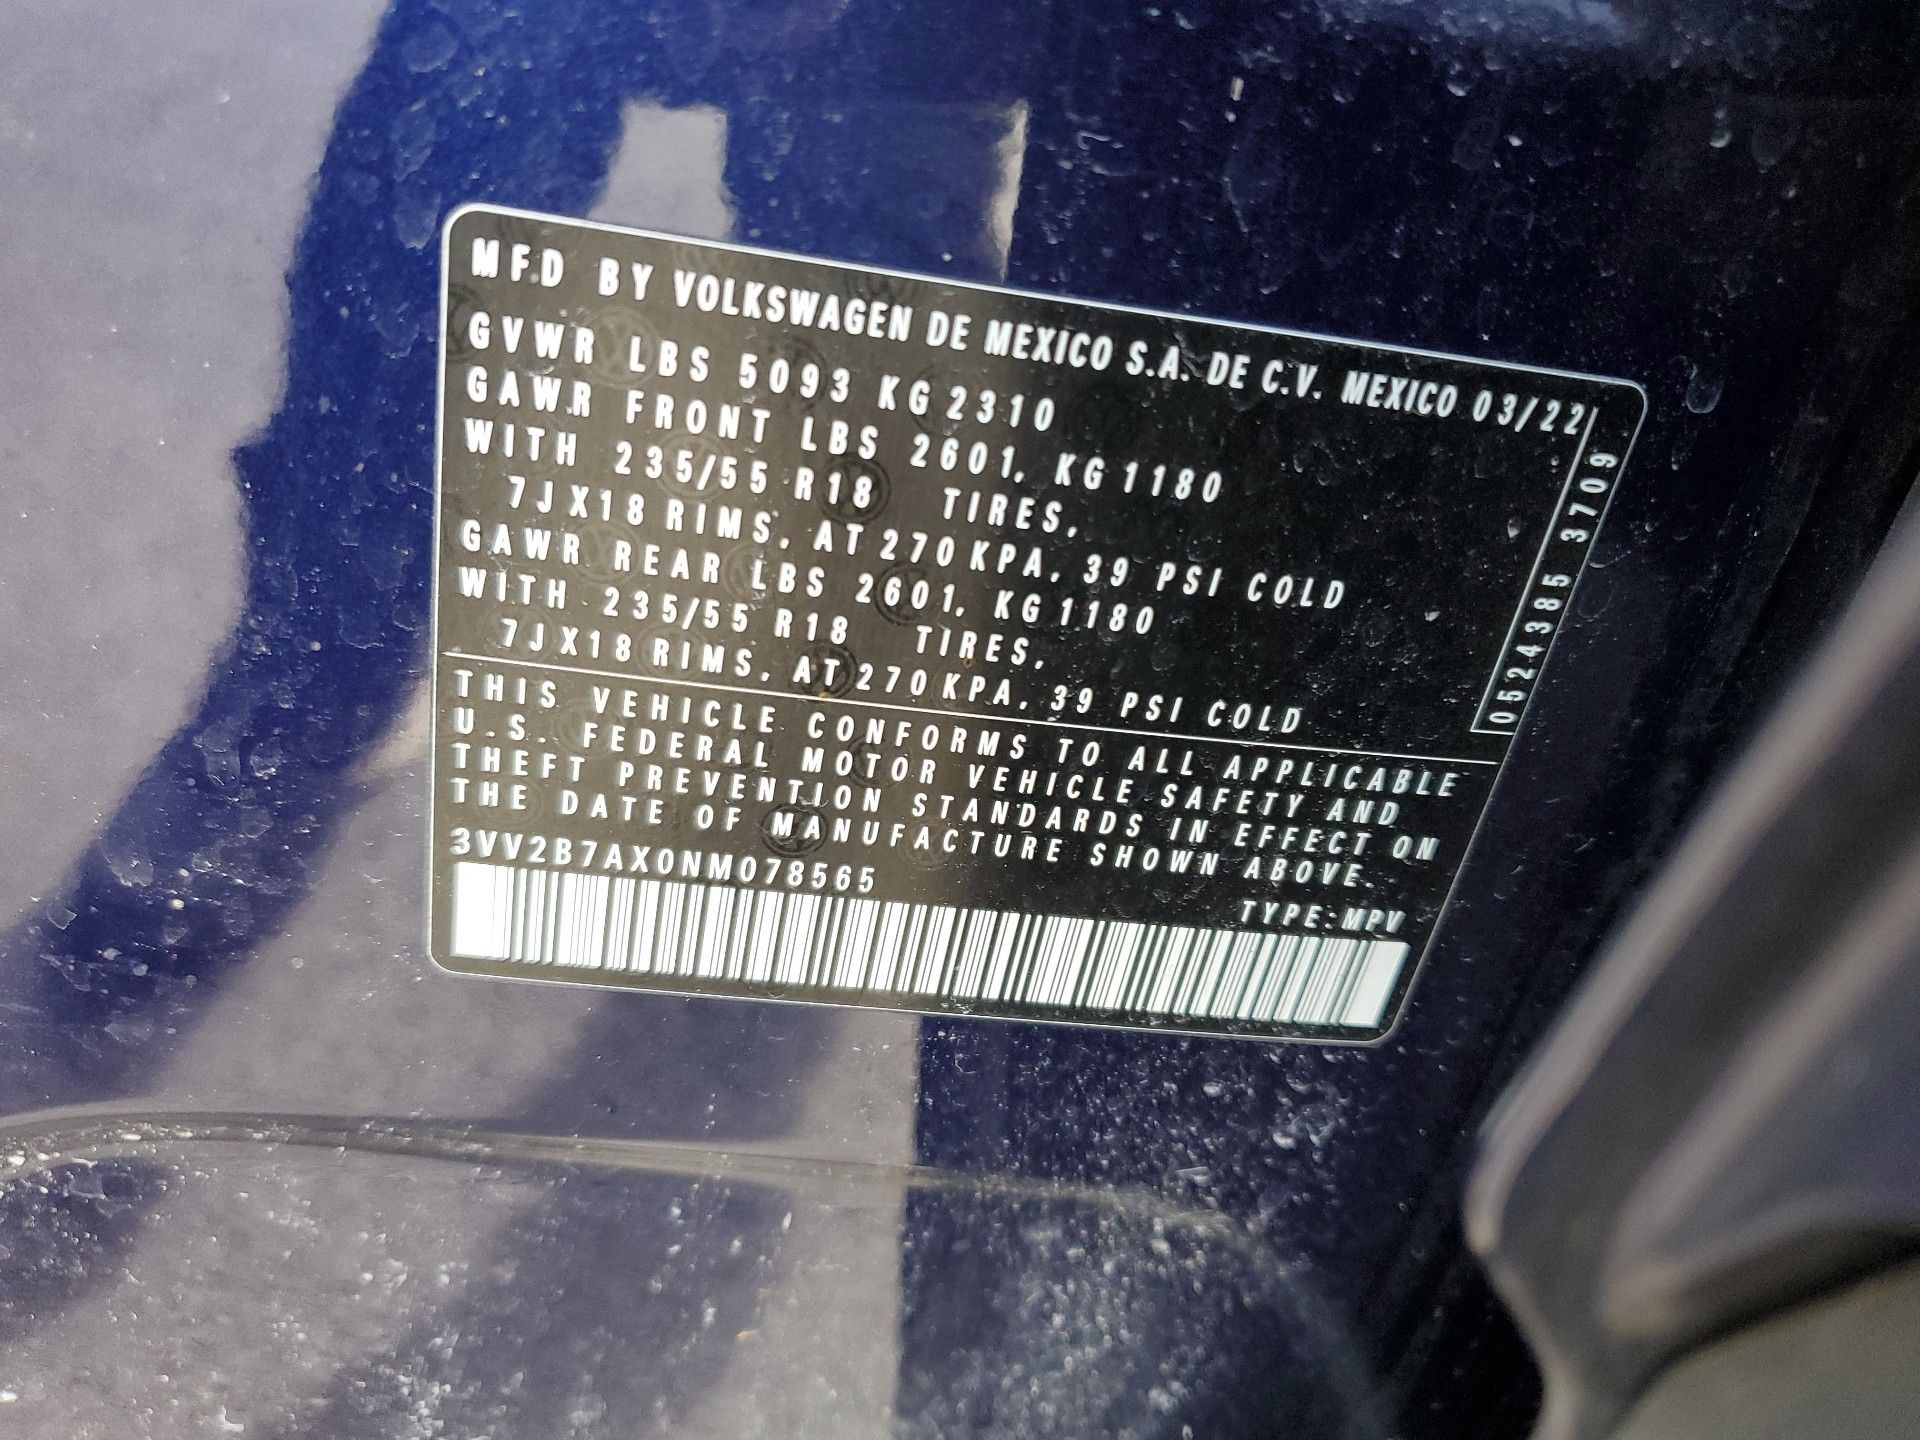 MFD BY VOLKSWAGEN DE MEXICO S.A. DE C.V. MEXICO 03/22
GVWR LBS 5093 KG 2310
GAWR FRONT LBS 2601, KG 1180
WITH 235/55 R18 TIRES,
7JX18 RIMS, AT 270 KPA, 39 PSI COLD
GAWR REAR LBS 2601, KG 1180
WITH 235/55 R18 TIRES,
7JX18 RIMS, AT 270 KPA, 39 PSI COLD
0524385 3709
THIS VEHICLE CONFORMS TO ALL APPLICABLE
U.S. FEDERAL MOTOR VEHICLE SAFETY AND
THEFT PREVENTION STANDARDS IN EFFECT ON
THE DATE OF MANUFACTURE SHOWN ABOVE.
3VV2B7AX0NM078565
TYPE:MPV